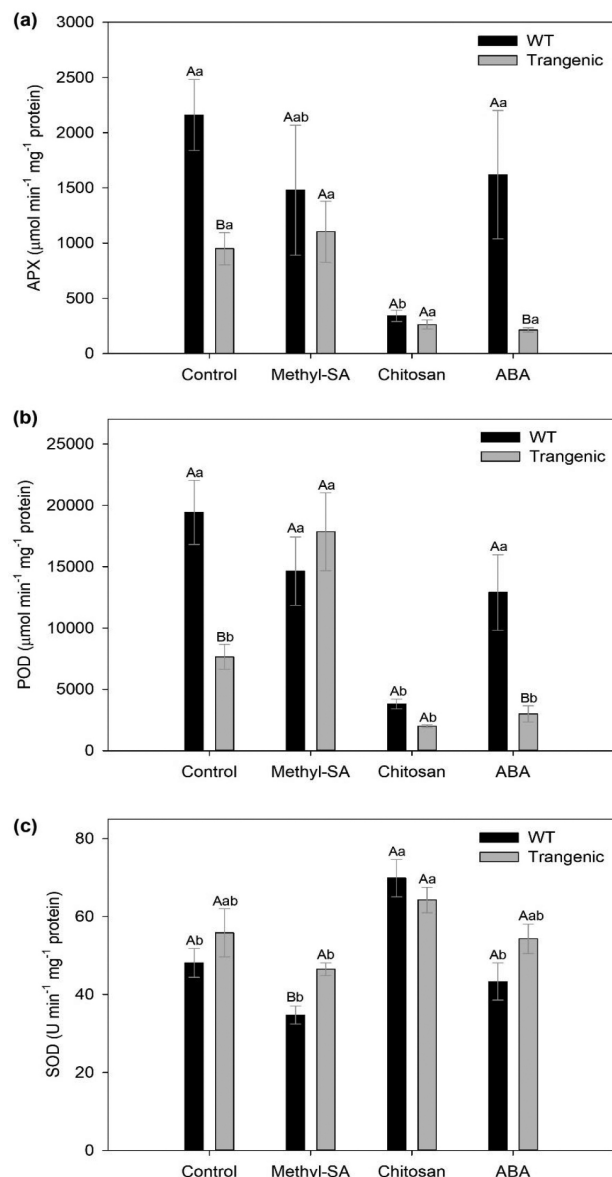 (a)
3000
WT
Trangenic
2500
Aa
Aab
Aa
2000
1500
Aa
Ba
1000
500
Ab
Aa
Ba
0
APX (µmol min⁻¹ mg⁻¹ protein)
Control Methyl-SA Chitosan ABA
(b)
WT
Trangenic
25000
Aa
Aa
Aa
20000
Aa
15000
Bb
10000
5000
Ab
Ab
Bb
0
POD (µmol min⁻¹ mg⁻¹ protein)
Control Methyl-SA Chitosan ABA
(c)
WT
Trangenic
80
Aa
Aa
Aab
Aab
60
Ab
Ab
Ab
40
Bb
20
0
SOD (U min⁻¹ mg⁻¹ protein)
Control Methyl-SA Chitosan ABA